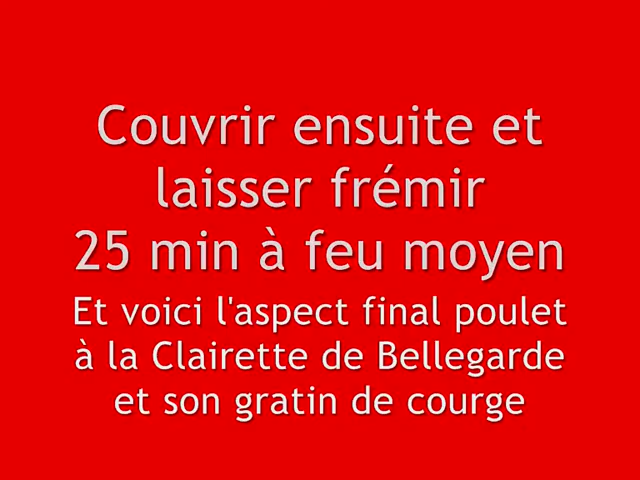 Couvrir ensuite et
laisser frémir
25 min à feu moyen
Et voici l'aspect final poulet
à la Clairette de Bellegarde
et son gratin de courge